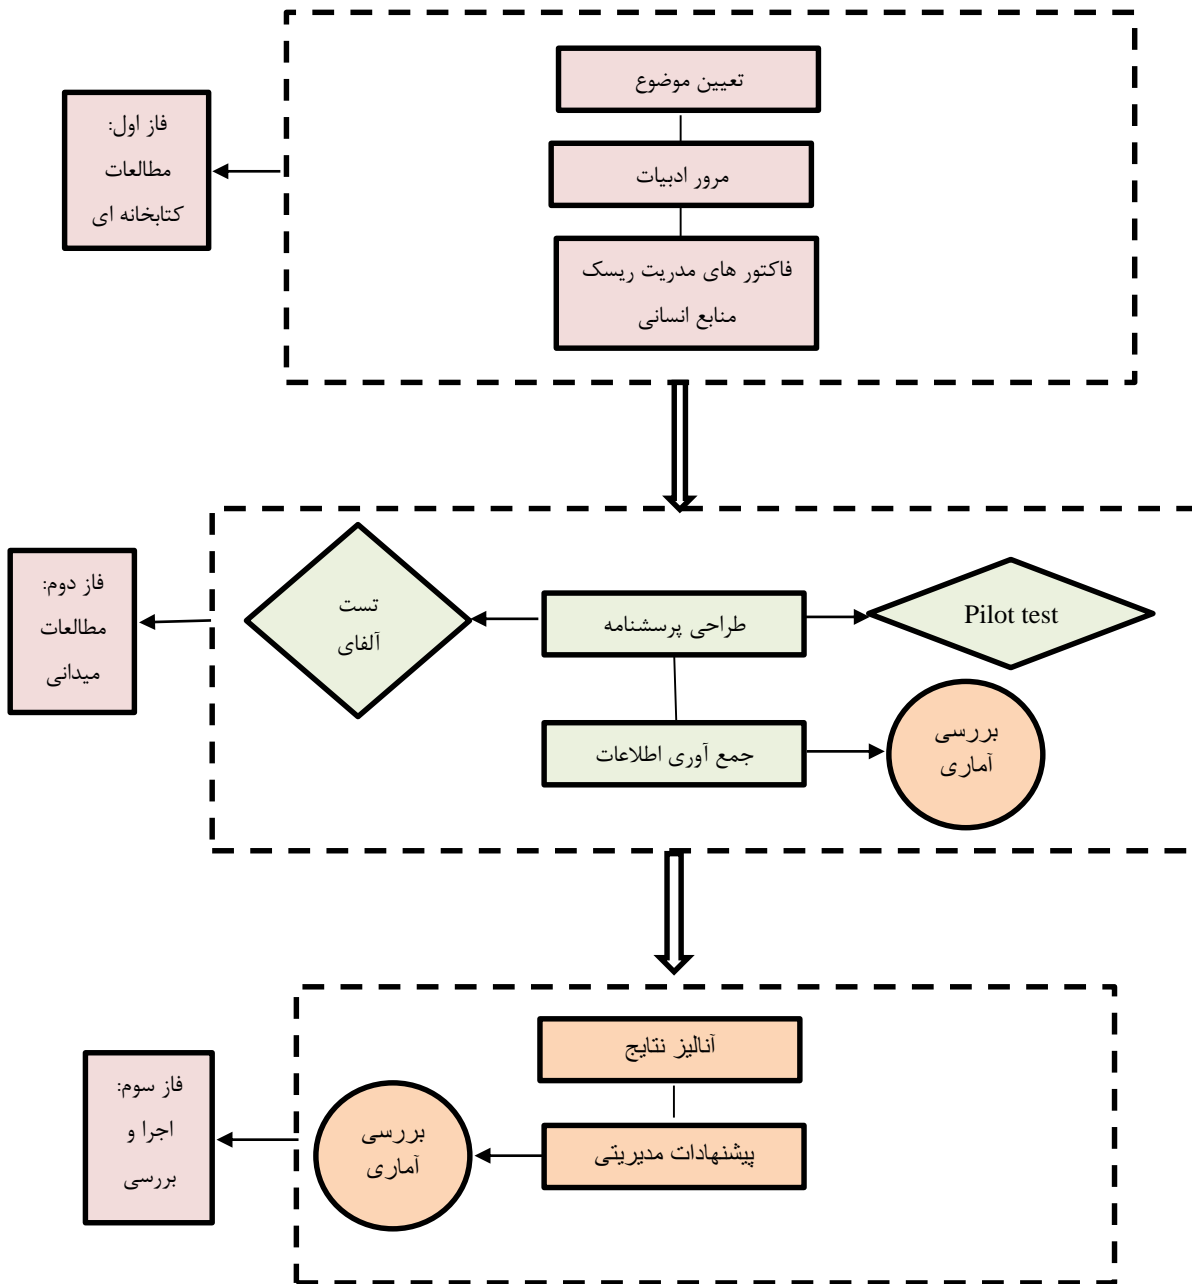 تعیین موضوع
مرور ادبیات
فاکتور های مدریت ریسک
منابع انسانی
فاز اول:
مطالعات
کتابخانه ای
Pilot test
طراحی پرسشنامه
تست
آلفای
جمع آوری اطلاعات
بررسی
آماری
فاز دوم:
مطالعات
میدانی
آنالیز نتایج
پیشنهادات مدیریتی
بررسی
آماری
فاز سوم:
اجرا و
بررسی